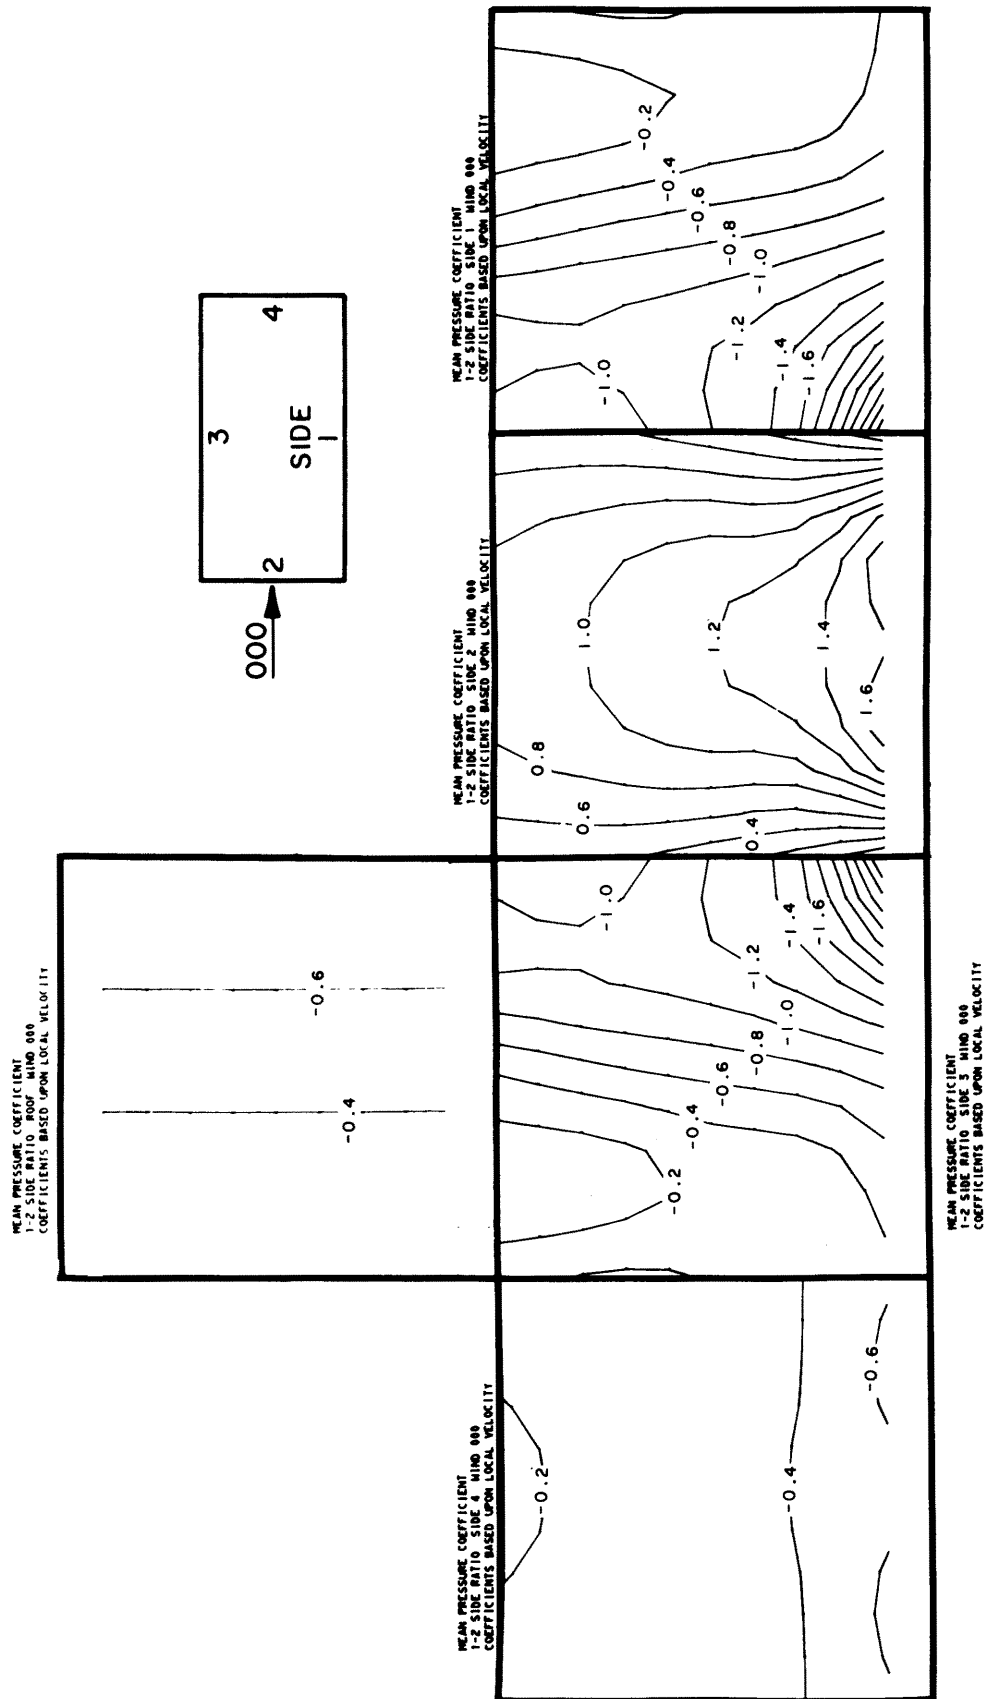 MEAN PRESSURE COEFFICIENT
1-2 SIDE RATIO ROOF WIND 000
COEFFICIENTS BASED UPON LOCAL VELOCITY
-0.6
-0.4
000
2
3
4
SIDE
1
MEAN PRESSURE COEFFICIENT
1-2 SIDE RATIO SIDE 4 WIND 000
COEFFICIENTS BASED UPON LOCAL VELOCITY
-0.2
-0.4
-0.6
-1.0
-1.2
-1.4
-1.6
-1.0
-0.8
-0.6
-0.4
-0.2
MEAN PRESSURE COEFFICIENT
1-2 SIDE RATIO SIDE 3 WIND 000
COEFFICIENTS BASED UPON LOCAL VELOCITY
MEAN PRESSURE COEFFICIENT
1-2 SIDE RATIO SIDE 2 WIND 000
COEFFICIENTS BASED UPON LOCAL VELOCITY
0.8
0.6
0.4
1.0
1.2
1.4
1.6
MEAN PRESSURE COEFFICIENT
1-2 SIDE RATIO SIDE 1 WIND 000
COEFFICIENTS BASED UPON LOCAL VELOCITY
-0.2
-0.4
-0.6
-0.8
-1.0
-1.2
-1.4
-1.6
-1.0